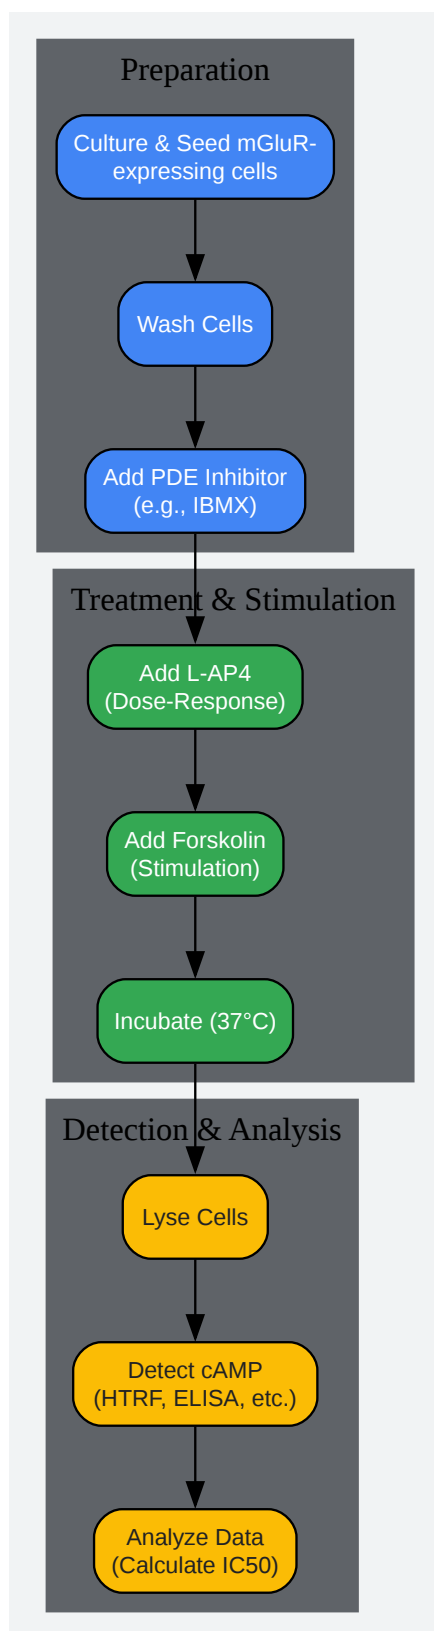 Preparation
Culture & Seed mGluR-
expressing cells
Wash Cells
Add PDE Inhibitor
(e.g., IBMX)
Treatment & Stimulation
Add L-AP4
(Dose-Response)
Add Forskolin
(Stimulation)
Incubate (37°C)
Detection & Analysis
Lyse Cells
Detect cAMP
(HTRF, ELISA, etc.)
Analyze Data
(Calculate IC50)